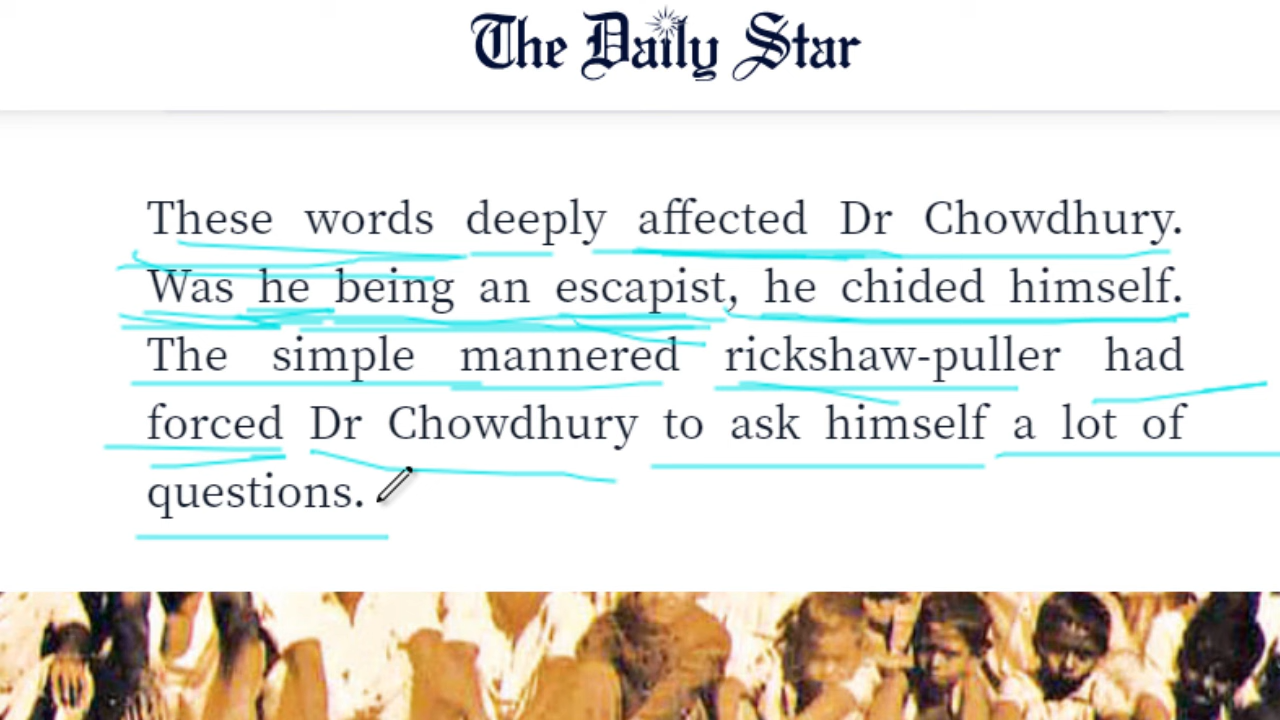 The Daily Star
These words deeply affected Dr Chowdhury.
Was he being an escapist, he chided himself.
The simple mannered rickshaw-puller had
forced Dr Chowdhury to ask himself a lot of
questions.